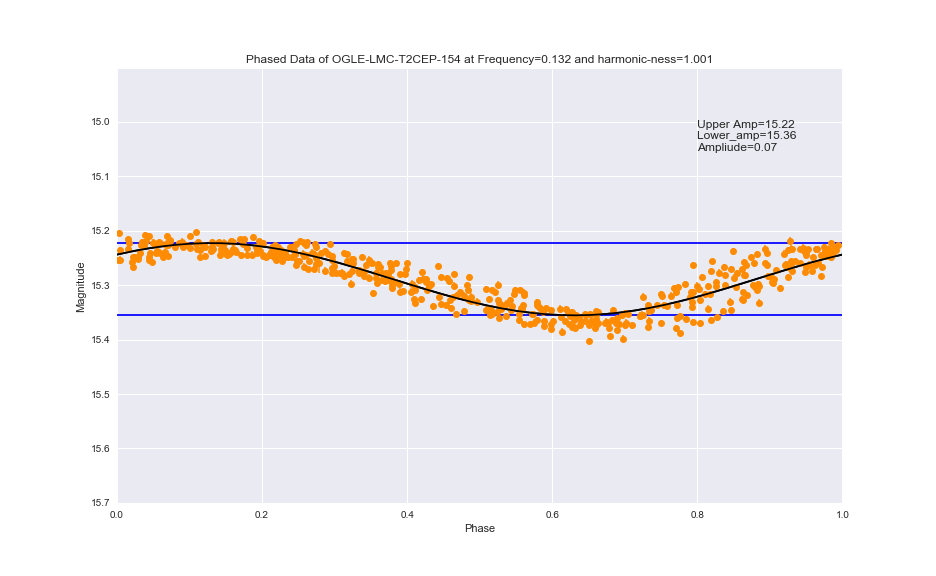 Phased Data of OGLE-LMC-T2CEP-154 at Frequency=0.132 and harmonic-ness=1.001
Upper Amp=15.22
Lower_amp=15.36
Ampliude=0.07
Magnitude
15.0
15.1
15.2
15.3
15.4
15.5
15.6
15.7
0.0 0.2 0.4 0.6 0.8 1.0
Phase